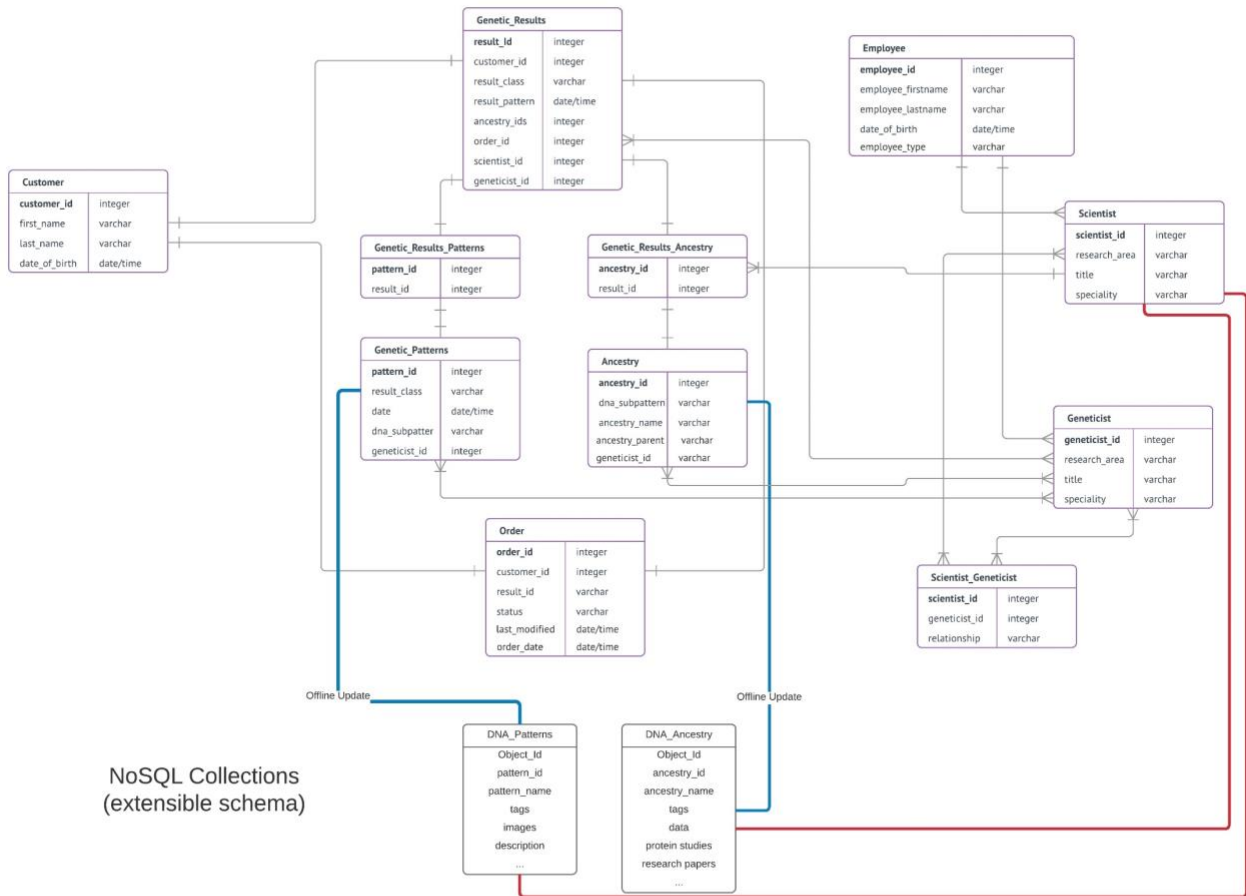 Genetic_Results
result_Id integer
customer_id integer
result_class varchar
result_pattern date/time
ancestry_ids integer
order_id integer
scientist_id integer
geneticist_id integer
Employee
employee_id integer
employee_firstname varchar
employee_lastname varchar
date_of_birth date/time
employee_type varchar
Customer
customer_id integer
first_name varchar
last_name varchar
date_of_birth date/time
Scientist
scientist_id integer
research_area varchar
title varchar
speciality varchar
Genetic_Results_Patterns
pattern_id integer
result_id integer
Genetic_Results_Ancestry
ancestry_id integer
result_id integer
Genetic_Patterns
pattern_id integer
result_class varchar
date date/time
dna_subpatter varchar
geneticist_id integer
Ancestry
ancestry_id integer
dna_subpattern varchar
ancestry_name varchar
ancestry_parent varchar
geneticist_id varchar
Geneticist
geneticist_id integer
research_area varchar
title varchar
speciality varchar
Order
order_id integer
customer_id integer
result_id varchar
status varchar
last_modified date/time
order_date date/time
Scientist_Geneticist
scientist_id integer
geneticist_id integer
relationship varchar
Offline Update
Offline Update
NoSQL Collections
(extensible schema)
DNA_Patterns
Object_Id
pattern_id
pattern_name
tags
images
description
...
DNA_Ancestry
Object_Id
ancestry_id
ancestry_name
tags
data
protein studies
research papers
...